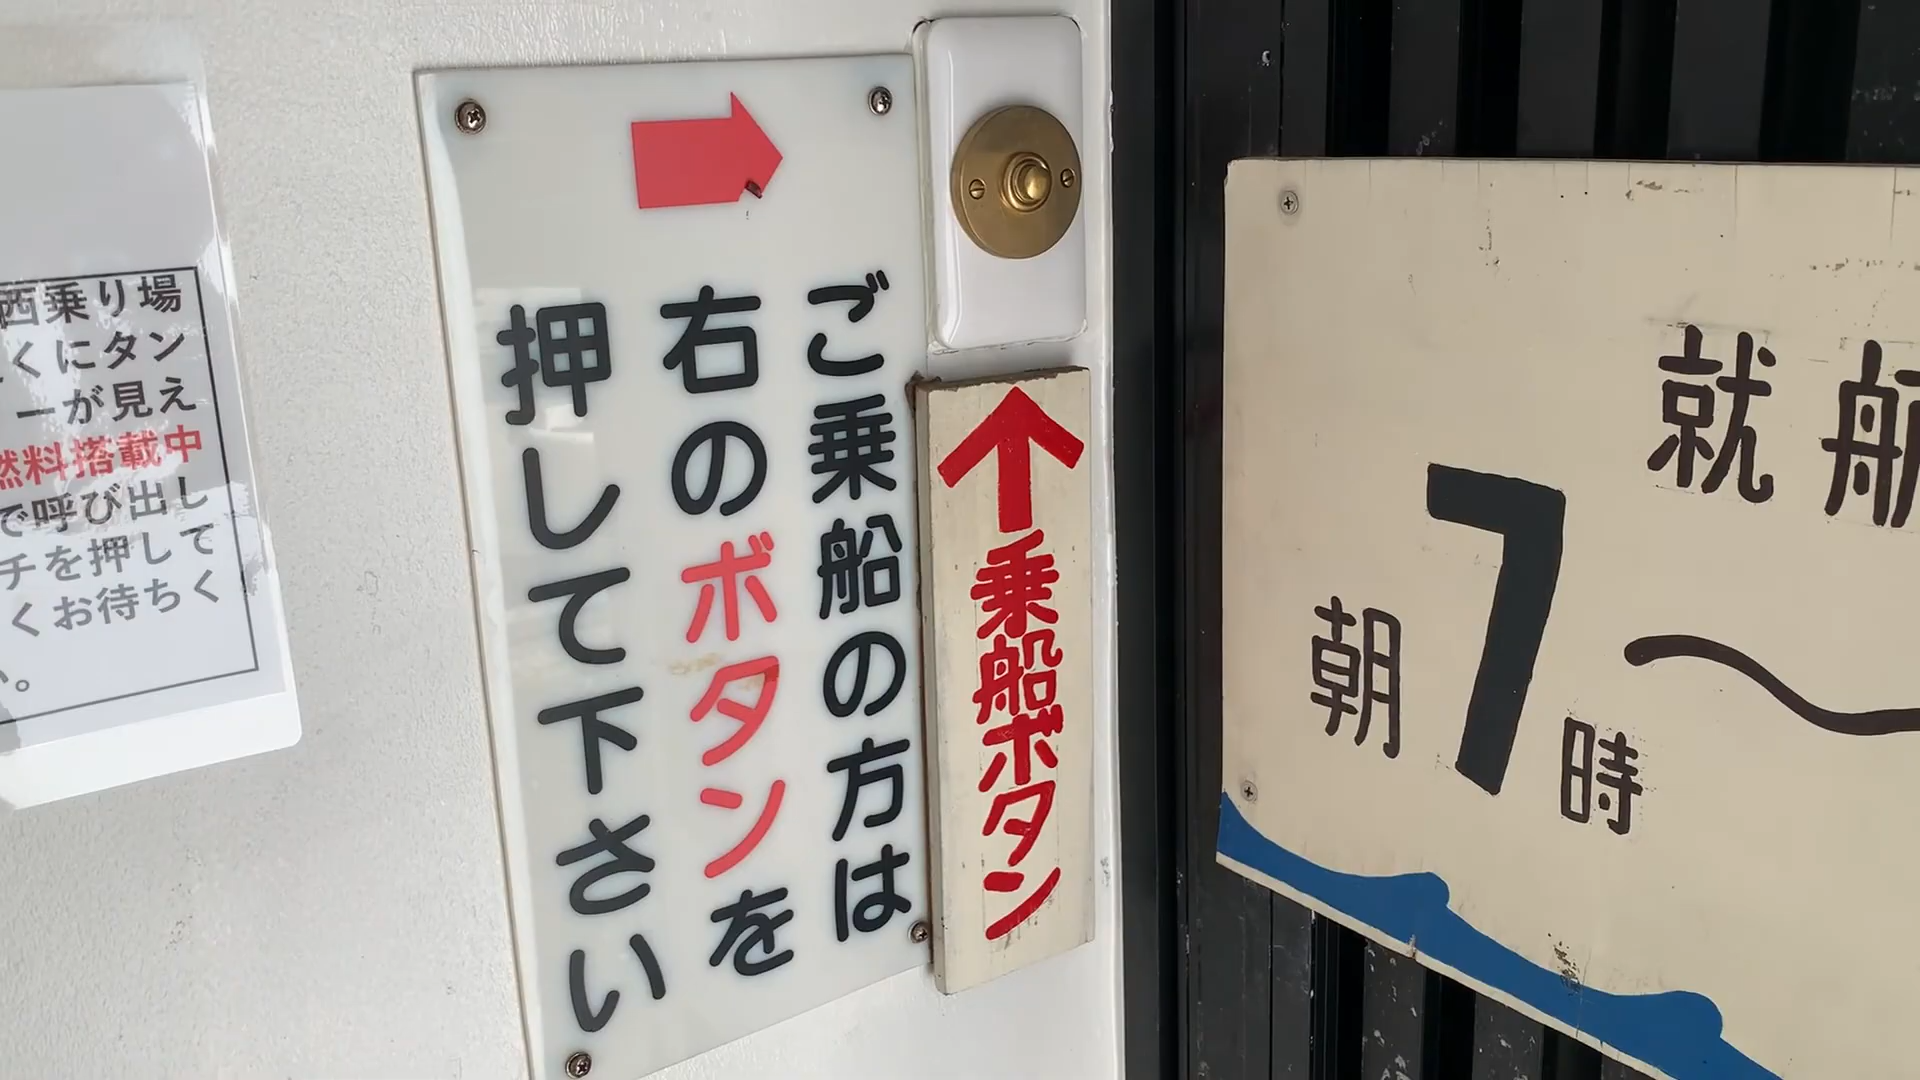 西乗り場
くにタン
ーが見え
然料搭載中
で呼び出し
チを押して
くお待ちく
い。
ご乗船の方は
右のボタンを
押して下さい
乗船ボタン
就航
朝7時〜